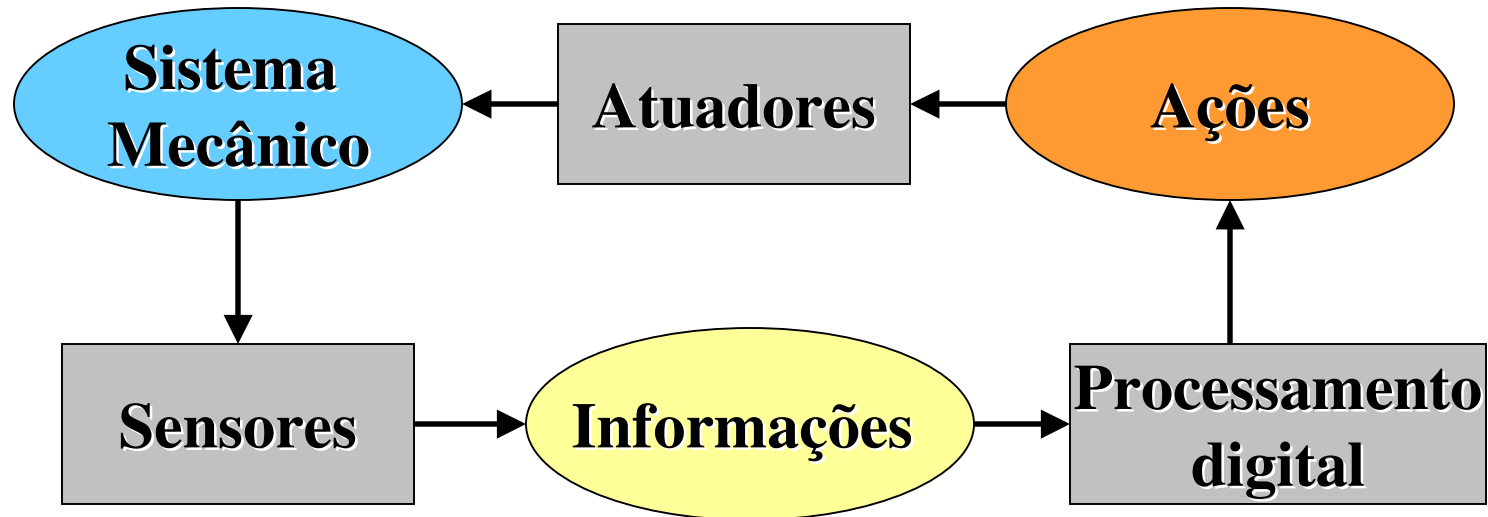 Sistema
Mecânico
Atuadores
Ações
Sensores
Informações
Processamento
digital